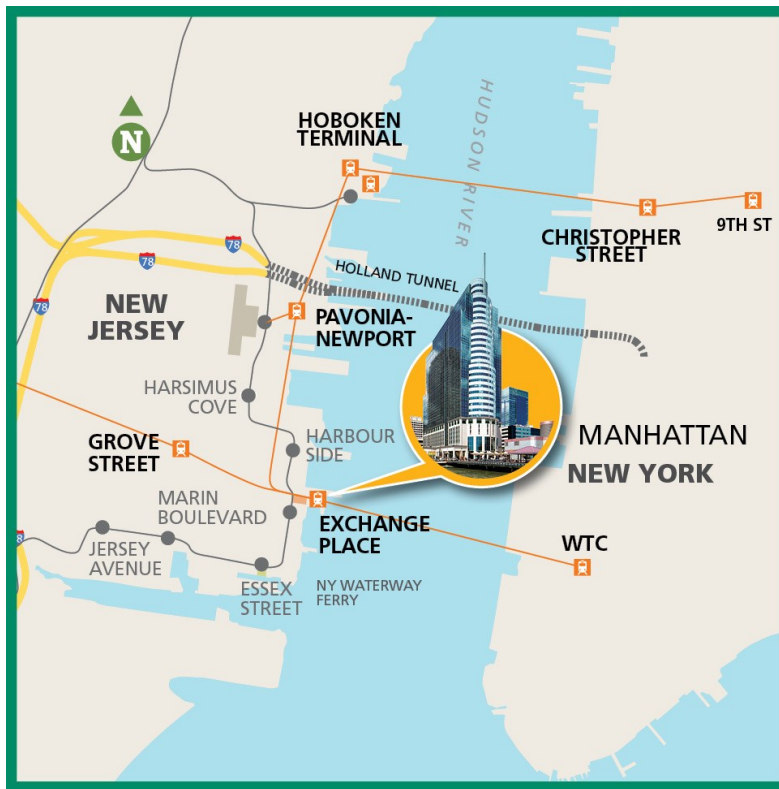 HUDSON RIVER
HOBOKEN
TERMINAL
N
9TH ST
CHRISTOPHER
STREET
78
78
HOLLAND TUNNEL
78
NEW
JERSEY
PAVONIA-
NEWPORT
HARSIMUS
COVE
GROVE
STREET
HARBOUR
SIDE
MANHATTAN
NEW YORK
MARIN
BOULEVARD
EXCHANGE
PLACE
WTC
8
JERSEY
AVENUE
ESSEX
STREET
NY WATERWAY
FERRY